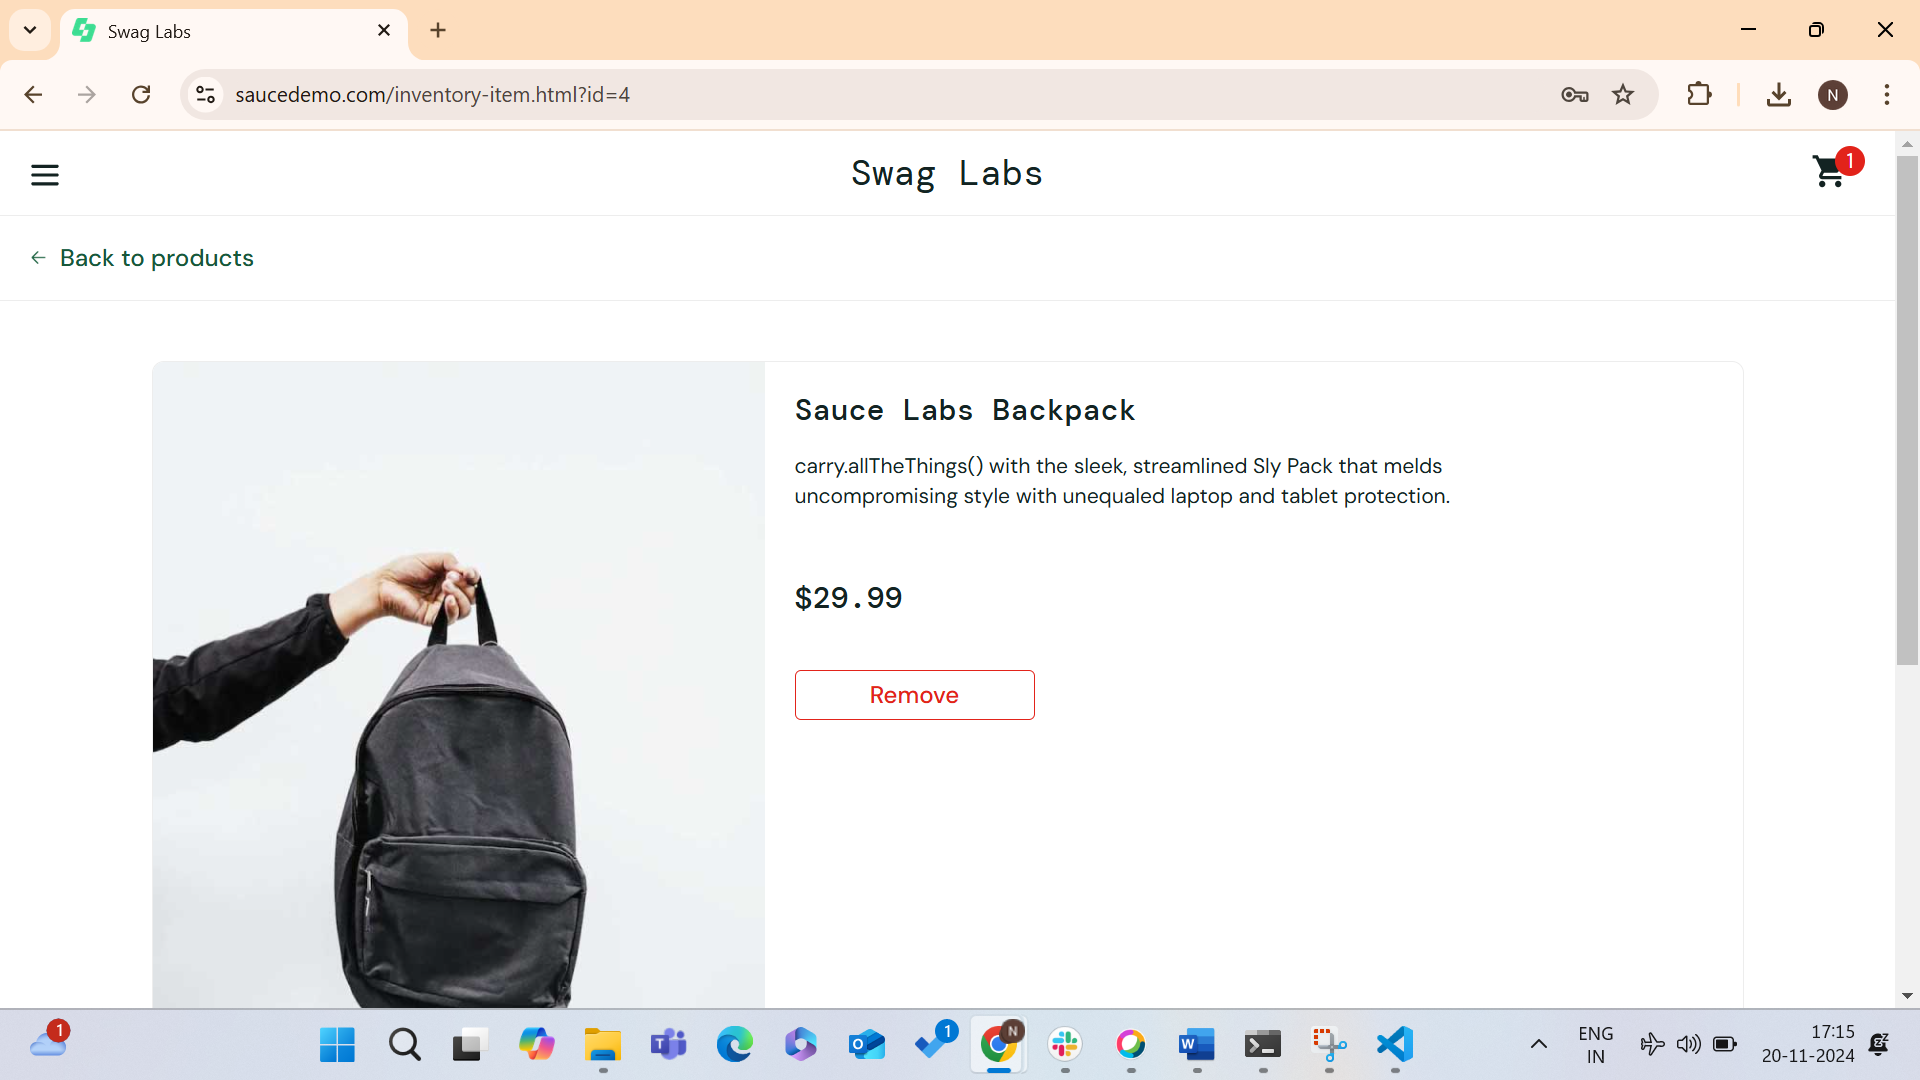 Swag Labs
saucedemo.com/inventory-item.html?id=4
N
Swag Labs
1
Back to products
Sauce Labs Backpack
carry.allTheThings() with the sleek, streamlined Sly Pack that melds
uncompromising style with unequaled laptop and tablet protection.
$29.99
Remove
1
T
O
1
N
W
ENG
IN
17:15
20-11-2024